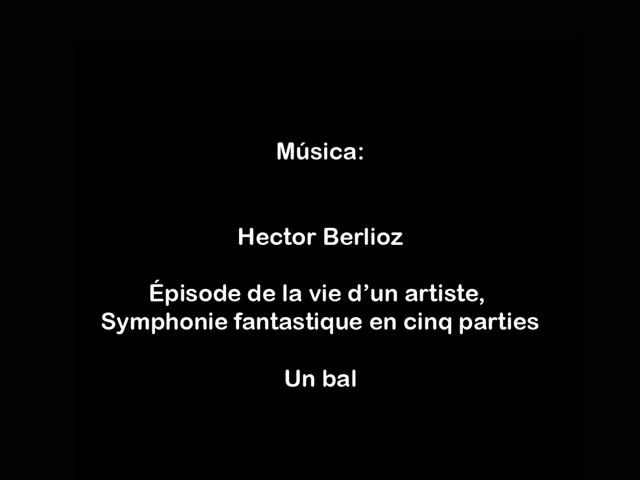 Música:
Hector Berlioz
Épisode de la vie d’un artiste,
Symphonie fantastique en cinq parties
Un bal